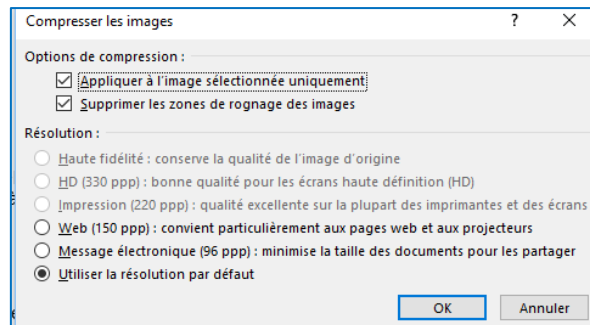 Compresser les images ? ×
Options de compression :
Appliquer à l'image sélectionnée uniquement
Supprimer les zones de rognage des images
Résolution :
Haute fidélité : conserve la qualité de l'image d'origine
HD (330 ppp) : bonne qualité pour les écrans haute définition (HD)
Impression (220 ppp) : qualité excellente sur la plupart des imprimantes et des écrans
Web (150 ppp) : convient particulièrement aux pages web et aux projecteurs
Message électronique (96 ppp) : minimise la taille des documents pour les partager
Utiliser la résolution par défaut
OK Annuler